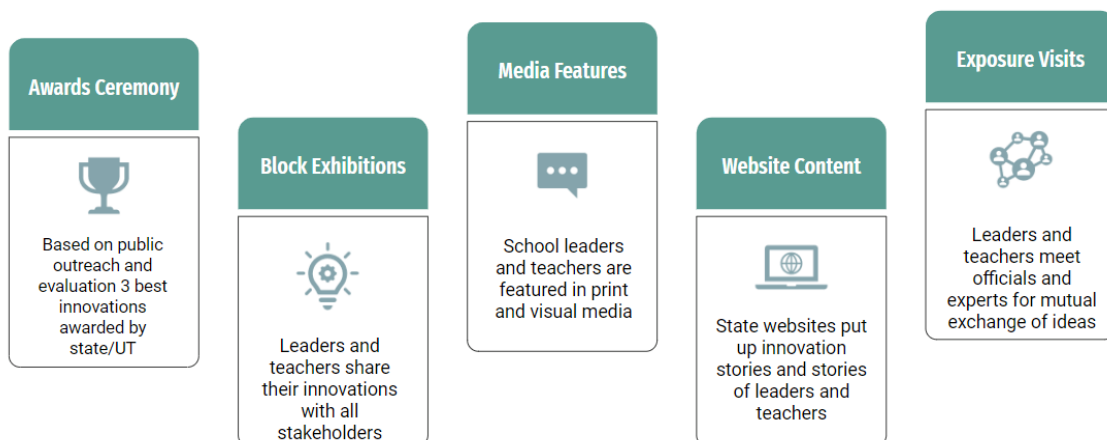 Awards Ceremony
Based on public
outreach and
evaluation 3 best
innovations
awarded by
state/UT
Block Exhibitions
Leaders and
teachers share
their innovations
with all
stakeholders
Media Features
School leaders
and teachers are
featured in print
and visual media
Website Content
State websites put
up innovation
stories and stories
of leaders and
teachers
Exposure Visits
Leaders and
teachers meet
officials and
experts for mutual
exchange of ideas